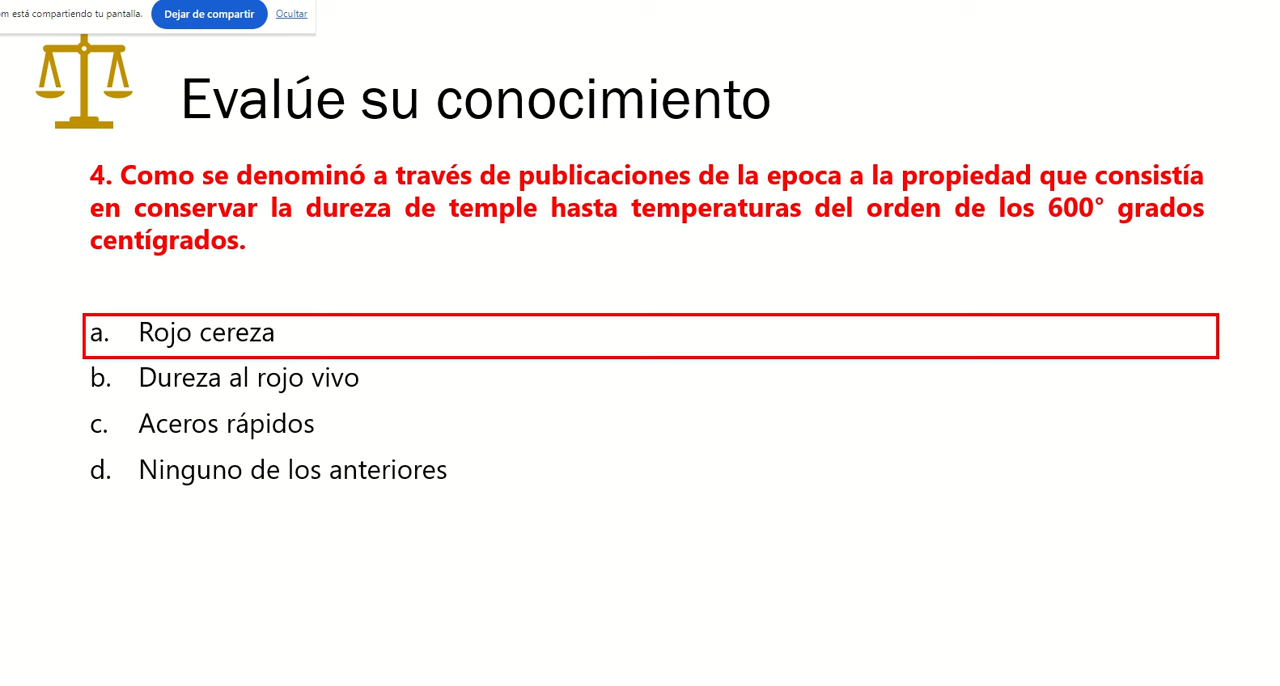 om está compartiendo tu pantalla. Dejar de compartir Ocultar
Evalúe su conocimiento
4. Como se denominó a través de publicaciones de la epoca a la propiedad que consistía
en conservar la dureza de temple hasta temperaturas del orden de los 600° grados
centígrados.
a. Rojo cereza
b. Dureza al rojo vivo
c. Aceros rápidos
d. Ninguno de los anteriores